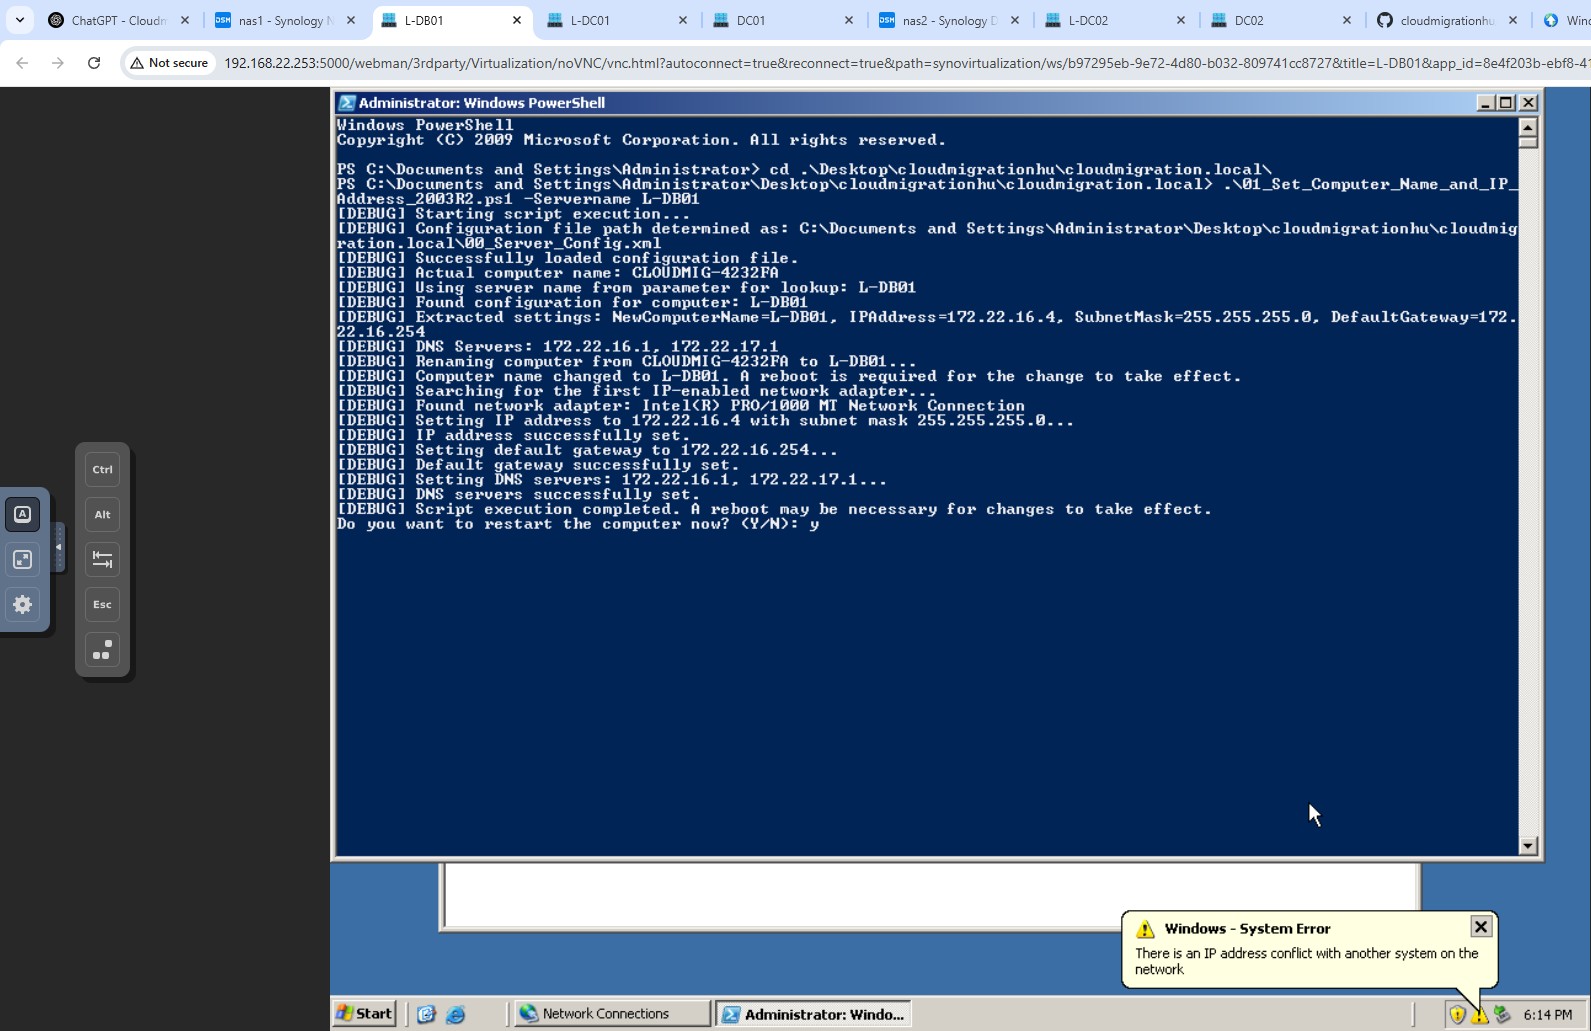 ChatGPT - Cloudm
nas1 - Synology N
L-DB01
L-DC01
DC01
nas2 - Synology D
L-DC02
DC02
cloudmigrationhu
Wind
Not secure
192.168.22.253:5000/webman/3rdparty/Virtualization/noVNC/vnc.html?autoconnect=true&reconnect=true&path=synovirtualization/ws/b97295eb-9e72-4d80-b032-809741cc8727&title=L-DB01&app_id=8e4f203b-ebf8-41
Administrator: Windows PowerShell
Windows PowerShell
Copyright (C) 2009 Microsoft Corporation. All rights reserved.
PS C:\Documents and Settings\Administrator> cd .\Desktop\cloudmigrationhu\cloudmigration.local\
PS C:\Documents and Settings\Administrator\Desktop\cloudmigrationhu\cloudmigration.local> .\01_Set_Computer_Name_and_IP_
Address_2003R2.ps1 -Servername L-DB01
[DEBUG] Starting script execution...
[DEBUG] Configuration file path determined as: C:\Documents and Settings\Administrator\Desktop\cloudmigrationhu\cloudmig
ration.local\00_Server_Config.xml
[DEBUG] Successfully loaded configuration file.
[DEBUG] Actual computer name: CLOUDMIG-4232FA
[DEBUG] Using server name from parameter for lookup: L-DB01
[DEBUG] Found configuration for computer: L-DB01
[DEBUG] Extracted settings: NewComputerName=L-DB01, IPAddress=172.22.16.4, SubnetMask=255.255.255.0, DefaultGateway=172.
22.16.254
[DEBUG] DNS Servers: 172.22.16.1, 172.22.17.1
[DEBUG] Renaming computer from CLOUDMIG-4232FA to L-DB01...
[DEBUG] Computer name changed to L-DB01. A reboot is required for the change to take effect.
[DEBUG] Searching for the first IP-enabled network adapter...
[DEBUG] Found network adapter: Intel(R) PRO/1000 MT Network Connection
[DEBUG] Setting IP address to 172.22.16.4 with subnet mask 255.255.255.0...
[DEBUG] IP address successfully set.
[DEBUG] Setting default gateway to 172.22.16.254...
[DEBUG] Default gateway successfully set.
[DEBUG] Setting DNS servers: 172.22.16.1, 172.22.17.1...
[DEBUG] DNS servers successfully set.
[DEBUG] Script execution completed. A reboot may be necessary for changes to take effect.
Do you want to restart the computer now? (Y/N): y
Ctrl
A
Alt
Esc
Windows - System Error
There is an IP address conflict with another system on the
network
Start
Network Connections
Administrator: Windo...
6:14 PM